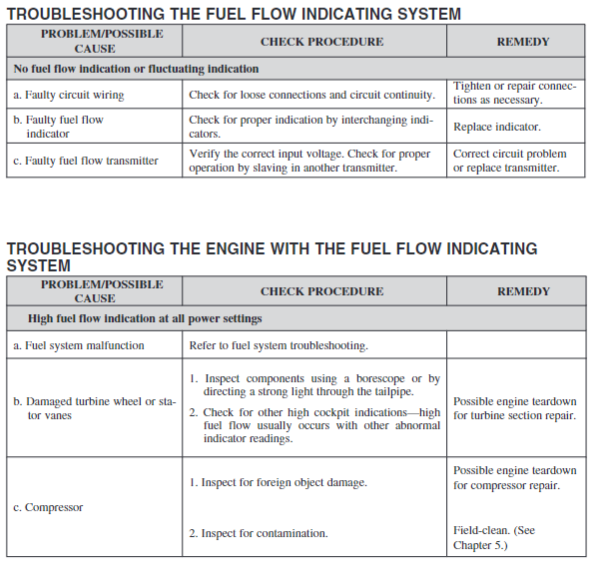 TROUBLESHOOTING THE FUEL FLOW INDICATING SYSTEM
PROBLEM/POSSIBLE
CAUSE
CHECK PROCEDURE
REMEDY
No fuel flow indication or fluctuating indication
a. Faulty circuit wiring
Check for loose connections and circuit continuity.
Tighten or repair connec-
tions as necessary.
b. Faulty fuel flow
indicator
Check for proper indication by interchanging indi-
cators.
Replace indicator.
c. Faulty fuel flow transmitter
Verify the correct input voltage. Check for proper
operation by slaving in another transmitter.
Correct circuit problem
or replace transmitter.
TROUBLESHOOTING THE ENGINE WITH THE FUEL FLOW INDICATING
SYSTEM
PROBLEM/POSSIBLE
CAUSE
CHECK PROCEDURE
REMEDY
High fuel flow indication at all power settings
a. Fuel system malfunction
Refer to fuel system troubleshooting.
b. Damaged turbine wheel or sta-
tor vanes
1. Inspect components using a borescope or by
directing a strong light through the tailpipe.
2. Check for other high cockpit indications—high
fuel flow usually occurs with other abnormal
indicator readings.
Possible engine teardown
for turbine section repair.
c. Compressor
1. Inspect for foreign object damage.
Possible engine teardown
for compressor repair.
2. Inspect for contamination.
Field-clean. (See
Chapter 5.)